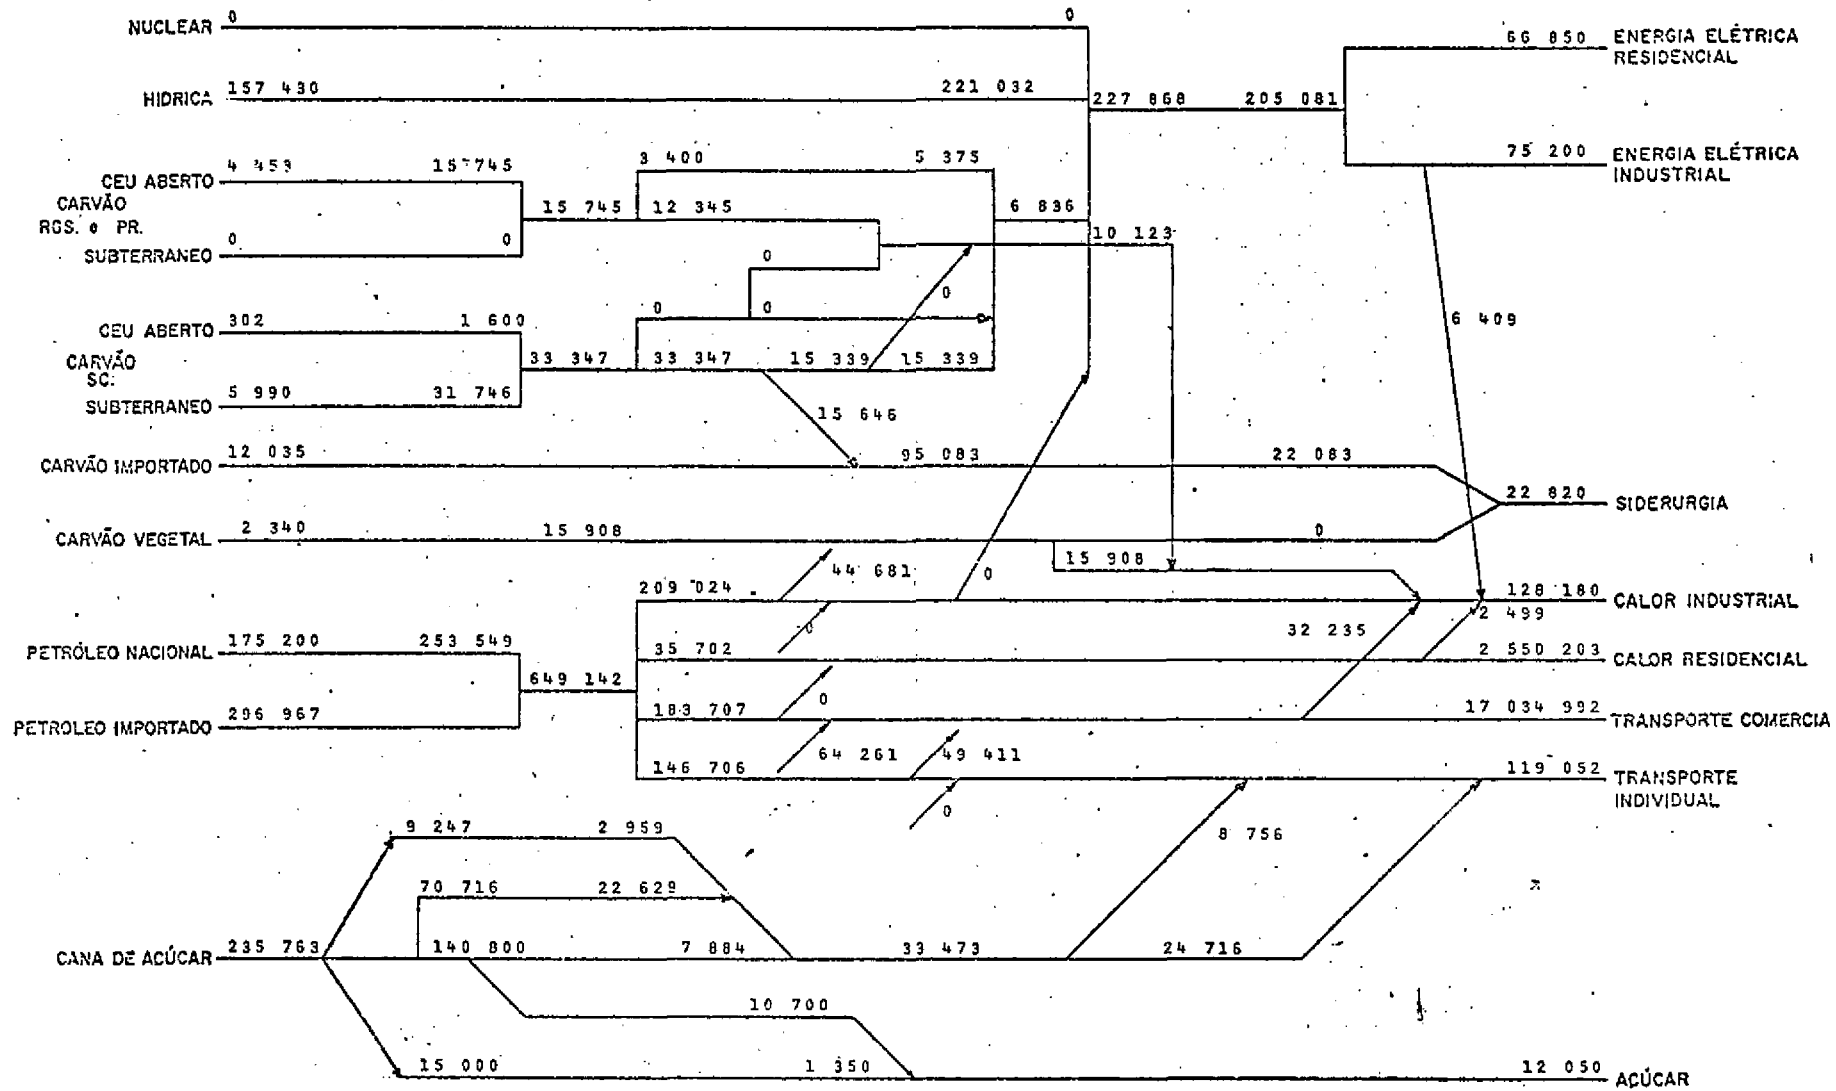 NUCLEAR 0 0
66 850 ENERGIA ELÉTRICA
RESIDENCIAL
HIDRICA 157 430 221 032
227 868 205 081
4 453 15 745 3 400 5 375
75 200 ENERGIA ELÉTRICA
INDUSTRIAL
CEU ABERTO
CARVÃO
RGS. e PR.
15 745 12 345 6 836
0 0
SUBTERRANEO
10 123
0
0
CEU ABERTO 302 1 600 0 0
6 409
CARVÃO
SC.
33 347 33 347 15 339 15 339
SUBTERRANEO 5 990 31 746
15 646
CARVÃO IMPORTADO 12 035 95 083 22 083
22 820 SIDERURGIA
CARVÃO VEGETAL 2 340 15 908 0
15 908
44 681 0
209 024 128 180 CALOR INDUSTRIAL
2 499
0 32 235
PETRÓLEO NACIONAL 175 200 253 549
35 702 2 550 203 CALOR RESIDENCIAL
649 142
0
183 707 17 034 992 TRANSPORTE COMERCIA
PETROLEO IMPORTADO 296 967
64 261 49 411
146 706 119 052 TRANSPORTE
INDIVIDUAL
0
9 247 2 959 8 756
70 716 22 629
CANA DE AÇÚCAR 235 763 140 800 7 884 33 473 24 716
10 700
15 000 1 350 12 050 AÇÚCAR